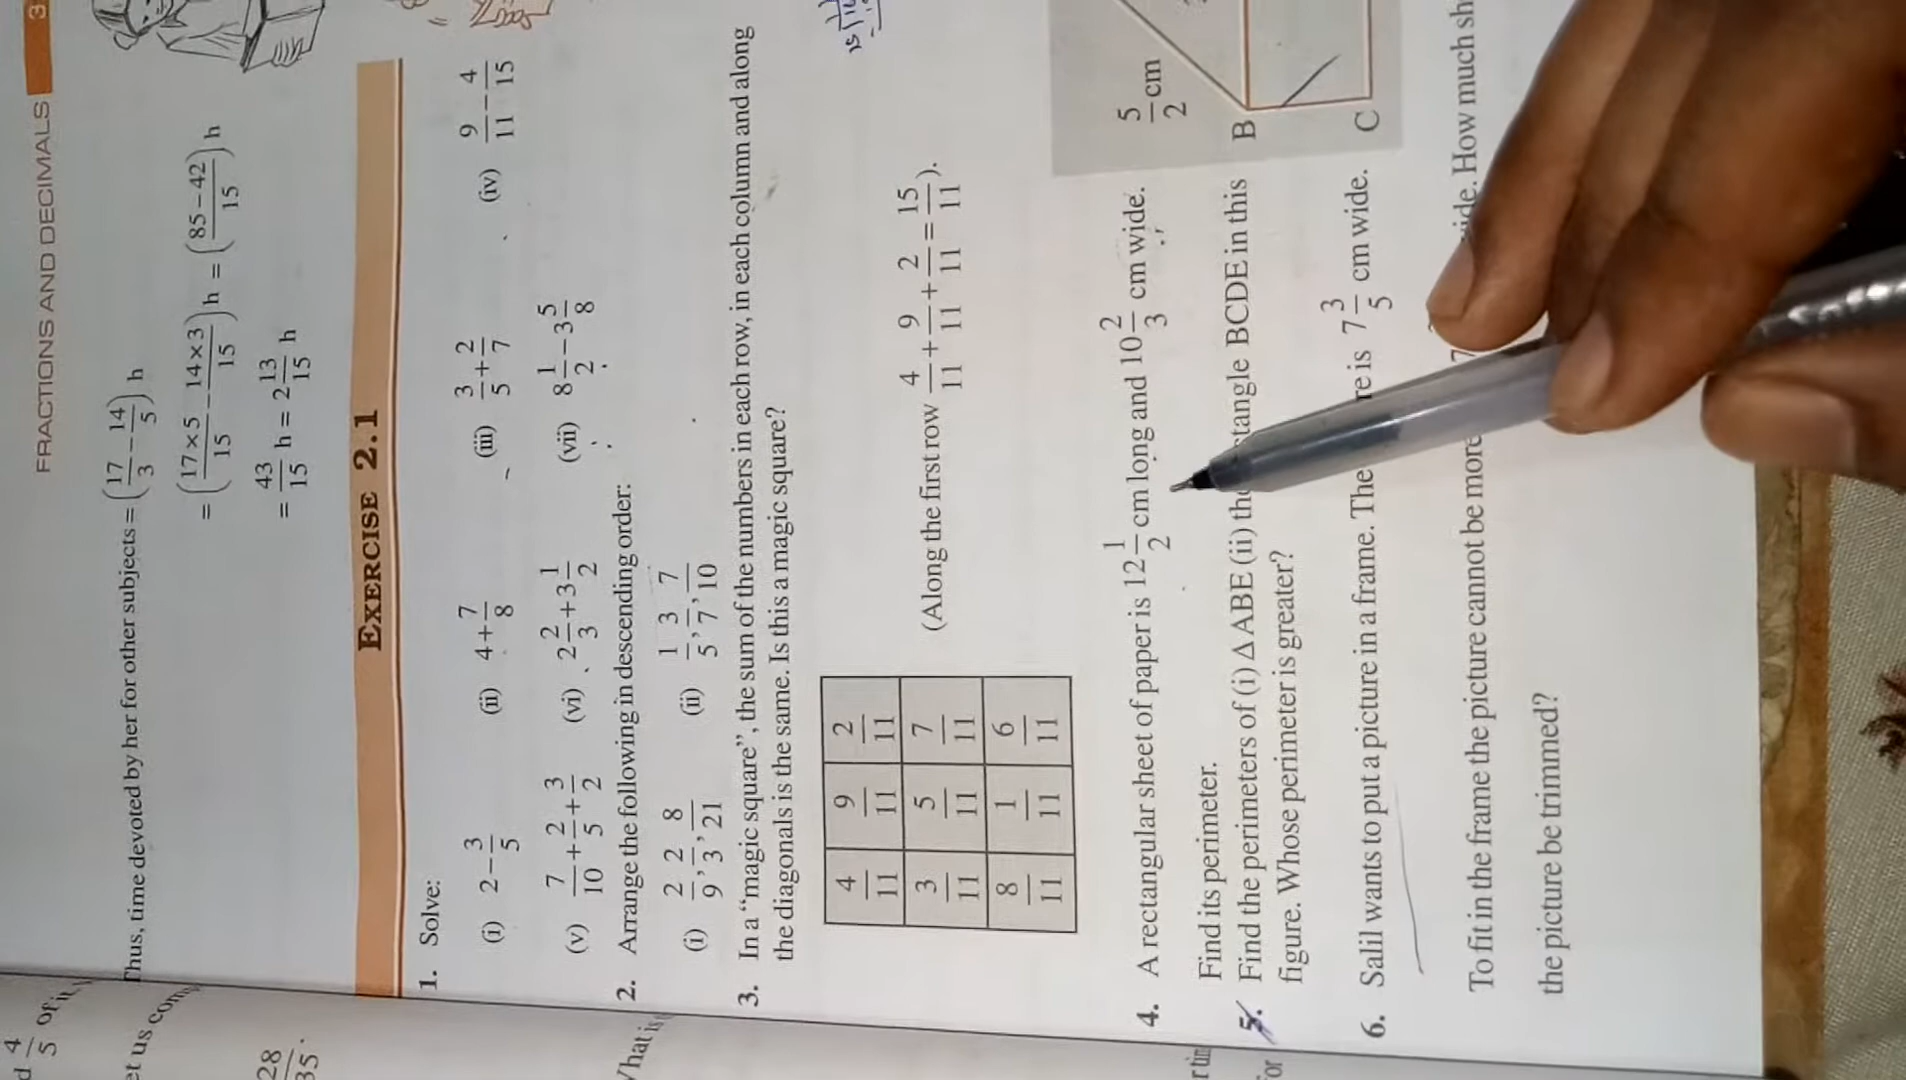 FRACTIONS AND DECIMALS 3
d 4/5 of it
Thus, time devoted by her for other subjects = (17/3 − 14/5) h
= (17×5/15 − 14×3/15) h = (85−42/15) h
= 43/15 h = 2 13/15 h
28/35.
EXERCISE 2.1
1. Solve:
(i) 2−3/5 (ii) 4+7/8 (iii) 3/5+2/7 (iv) 9/11−4/15
(v) 7/10+2/5+3/2 (vi) 2 2/3+3 1/2 (vii) 8 1/2−3 5/8
2. Arrange the following in descending order:
(i) 2/9, 2/3, 8/21 (ii) 1/5, 3/7, 7/10
3. In a “magic square”, the sum of the numbers in each row, in each column and along
the diagonals is the same. Is this a magic square?
4/11 9/11 2/11
3/11 5/11 7/11
8/11 1/11 6/11
(Along the first row 4/11+9/11+2/11=15/11).
15
4. A rectangular sheet of paper is 12 1/2 cm long and 10 2/3 cm wide.
Find its perimeter.
5. Find the perimeters of (i) Δ ABE (ii) the rectangle BCDE in this
figure. Whose perimeter is greater?
5/2 cm
B
C
6. Salil wants to put a picture in a frame. The picture is 7 3/5 cm wide.
To fit in the frame the picture cannot be more
wide. How much
the picture be trimmed?